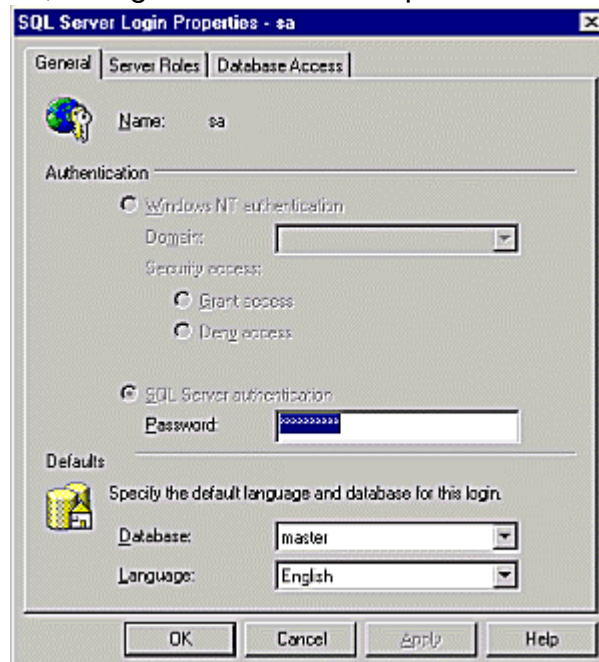 SQL Server Login Properties - sa
General Server Roles Database Access
Name: sa
Authentication
Windows NT authentication
Domain:
Security access:
Grant access
Deny access
SQL Server authentication
Password: **********
Defaults
Specify the default language and database for this login.
Database: master
Language: English
OK Cancel Apply Help